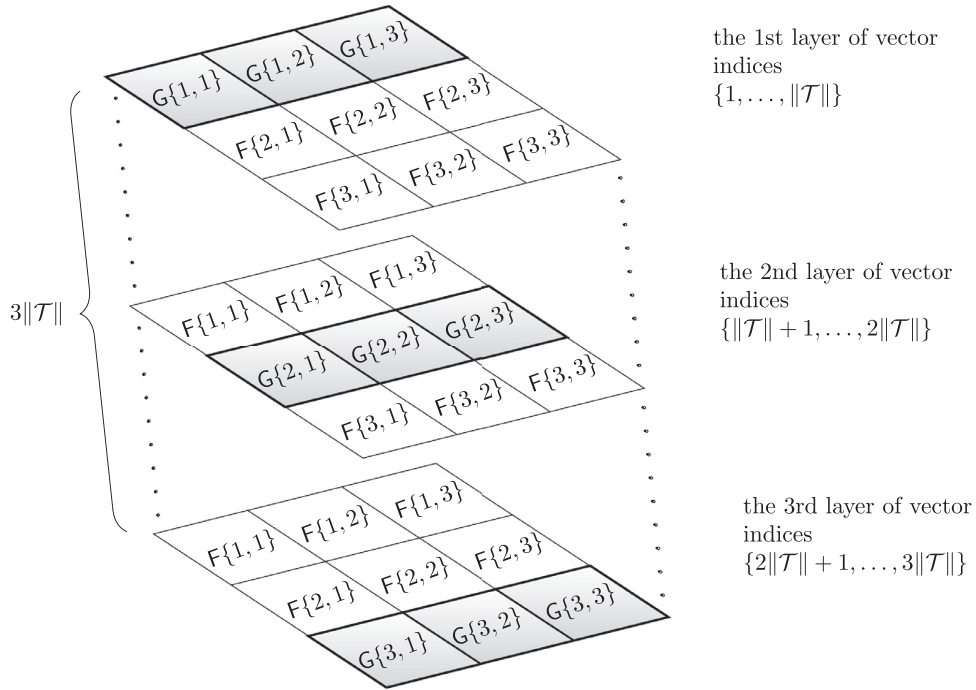 G{1, 1} G{1, 2} G{1, 3}
F{2, 1} F{2, 2} F{2, 3}
F{3, 1} F{3, 2} F{3, 3}
the 1st layer of vector
indices
{1, . . . , ‖𝒯‖}
3‖𝒯‖
F{1, 1} F{1, 2} F{1, 3}
G{2, 1} G{2, 2} G{2, 3}
F{3, 1} F{3, 2} F{3, 3}
the 2nd layer of vector
indices
{‖𝒯‖ + 1, . . . , 2‖𝒯‖}
F{1, 1} F{1, 2} F{1, 3}
F{2, 1} F{2, 2} F{2, 3}
G{3, 1} G{3, 2} G{3, 3}
the 3rd layer of vector
indices
{2‖𝒯‖ + 1, . . . , 3‖𝒯‖}